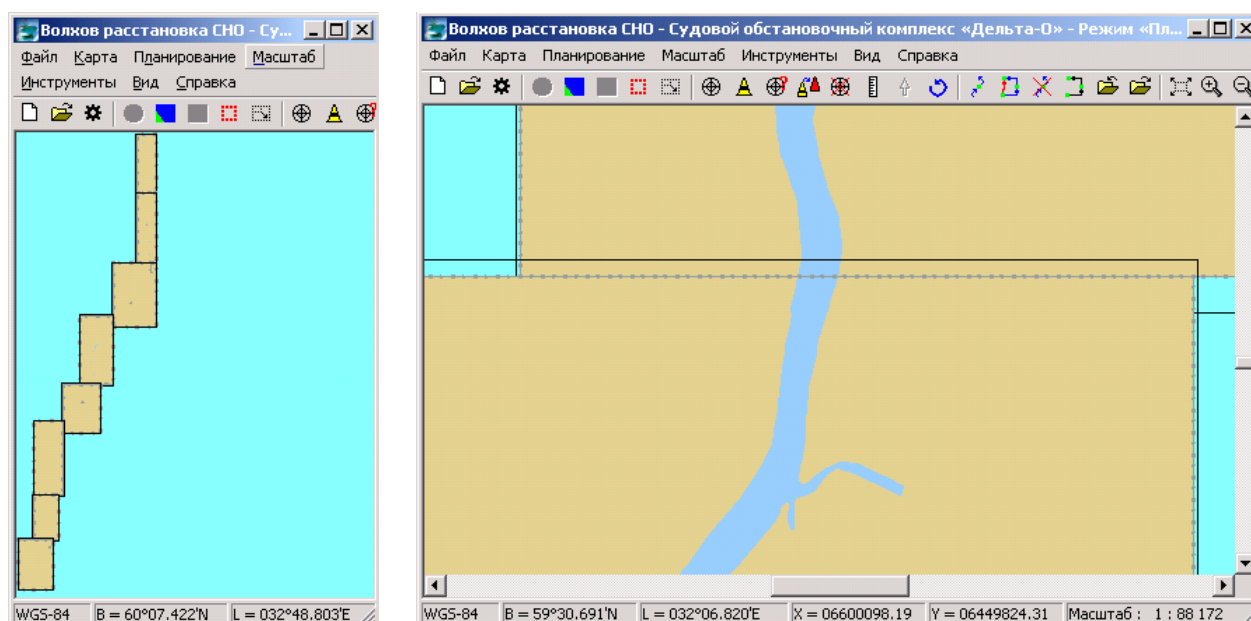 Волхов расстановка СНО - Су...
Файл Карта Планирование Масштаб
Инструменты Вид Справка
WGS-84 B = 60°07.422'N L = 032°48.803'E
Волхов расстановка СНО - Судовой обстановочный комплекс «Дельта-О» - Режим «Пл...
Файл Карта Планирование Масштаб Инструменты Вид Справка
WGS-84 B = 59°30.691'N L = 032°06.820'E X = 06600098.19 Y = 06449824.31 Масштаб : 1 : 88 172